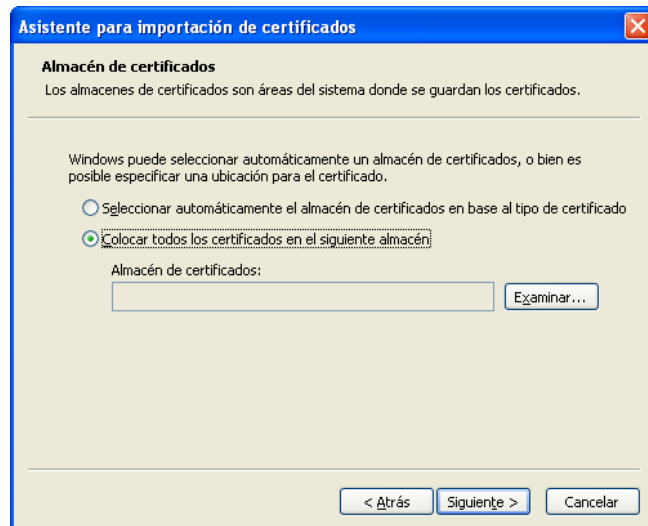 Asistente para importación de certificados
Almacén de certificados
Los almacenes de certificados son áreas del sistema donde se guardan los certificados.
Windows puede seleccionar automáticamente un almacén de certificados, o bien es
posible especificar una ubicación para el certificado.
Seleccionar automáticamente el almacén de certificados en base al tipo de certificado
Colocar todos los certificados en el siguiente almacén
Almacén de certificados:
Examinar...
< Atrás Siguiente > Cancelar